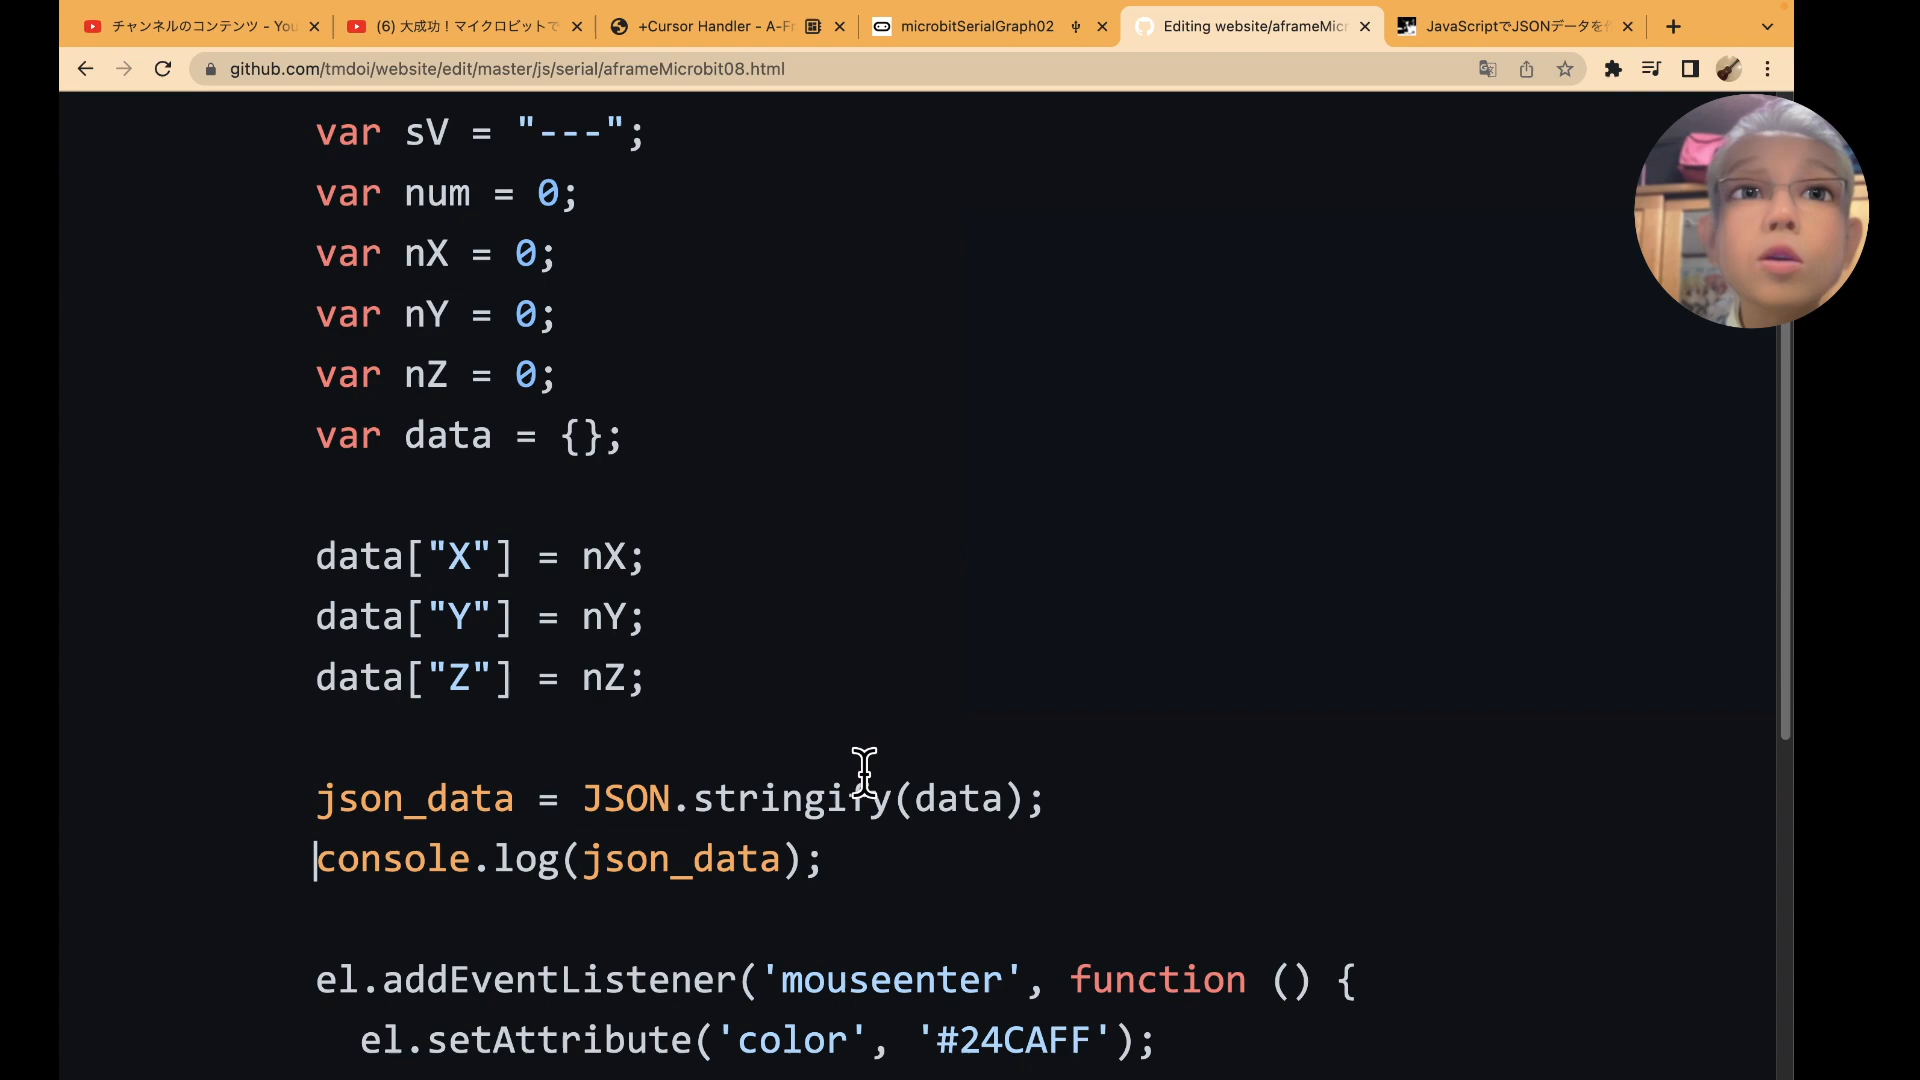 チャンネルのコンテンツ - You
(6) 大成功！マイクロビットで
+Cursor Handler - A-Fr
microbitSerialGraph02
Editing website/aframeMicr
JavaScriptでJSONデータを
github.com/tmdoi/website/edit/master/js/serial/aframeMicrobit08.html
var sV = "---";
var num = 0;
var nX = 0;
var nY = 0;
var nZ = 0;
var data = {};
data["X"] = nX;
data["Y"] = nY;
data["Z"] = nZ;
json_data = JSON.stringify(data);
console.log(json_data);
el.addEventListener('mouseenter', function () {
el.setAttribute('color', '#24CAFF');